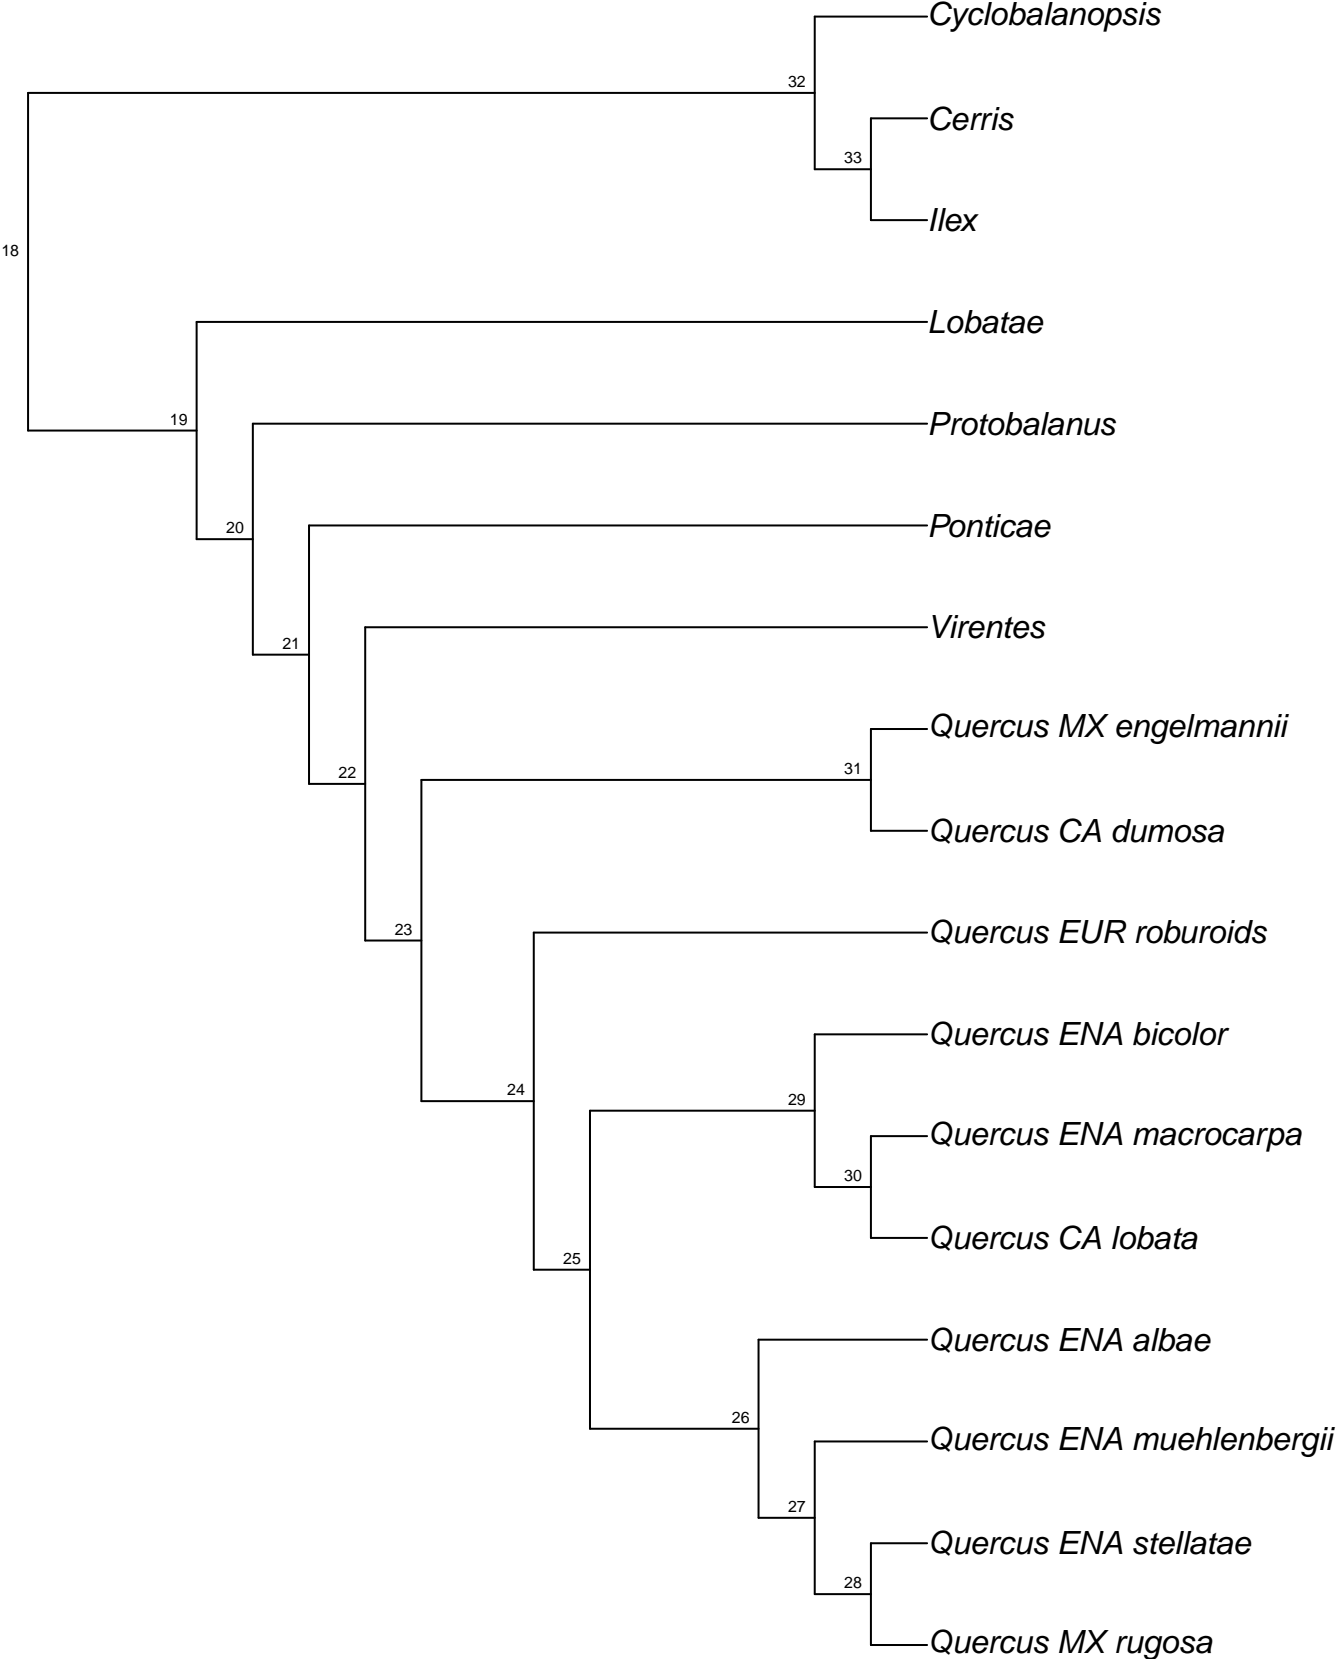 Cyclobalanopsis
32
Cerris
33
Ilex
18
Lobatae
19
Protobalanus
20
Ponticae
21
Virentes
Quercus MX engelmannii
31
22
Quercus CA dumosa
23
Quercus EUR roburoids
Quercus ENA bicolor
24
29
Quercus ENA macrocarpa
30
Quercus CA lobata
25
Quercus ENA albae
26
Quercus ENA muehlenbergii
27
Quercus ENA stellatae
28
Quercus MX rugosa